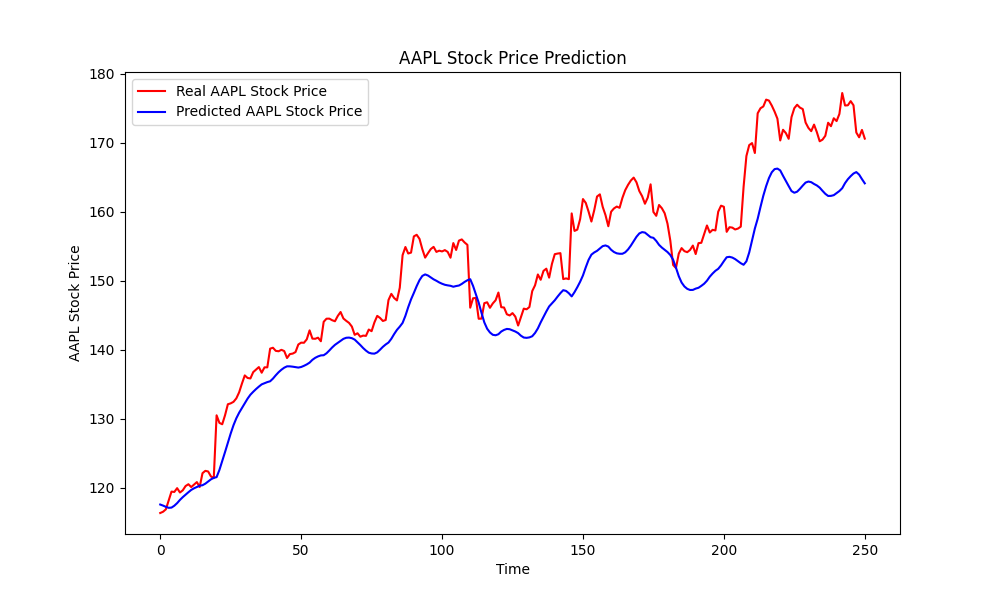 AAPL Stock Price Prediction
Real AAPL Stock Price
Predicted AAPL Stock Price
AAPL Stock Price
180
170
160
150
140
130
120
0 50 100 150 200 250
Time